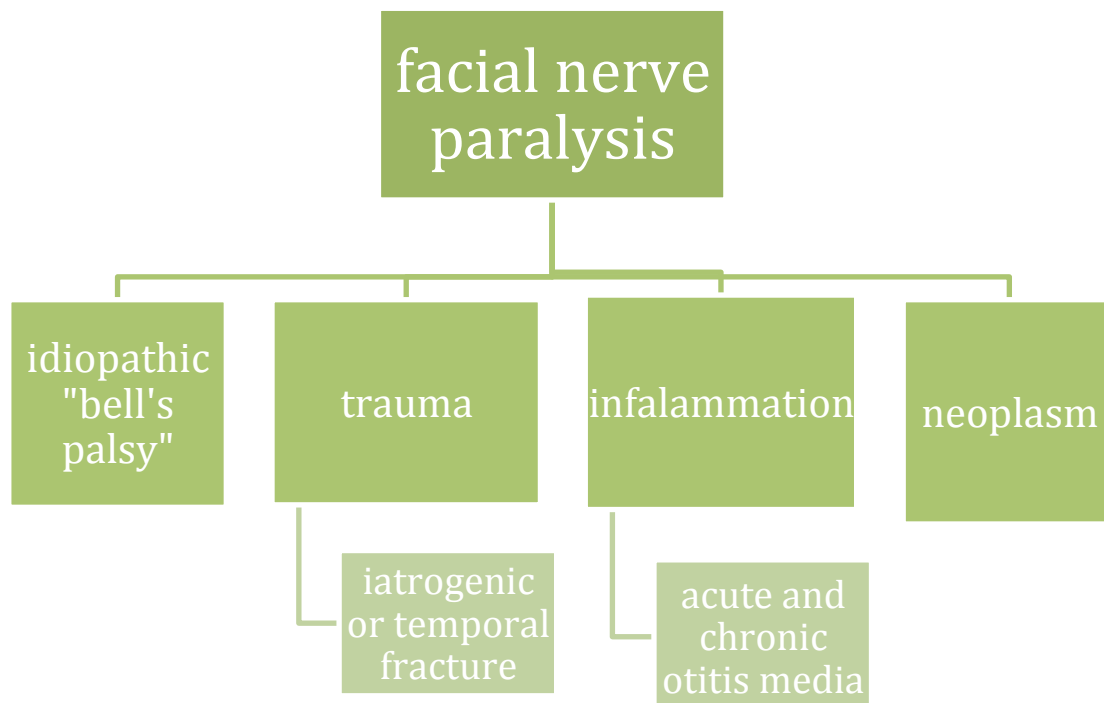 facial nerve
paralysis
idiopathic
"bell's
palsy"
trauma
infalammation
neoplasm
iatrogenic
or temporal
fracture
acute and
chronic
otitis media